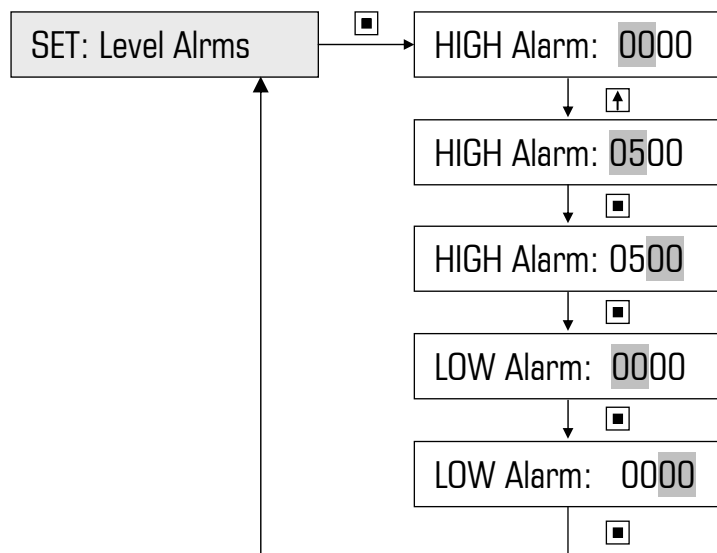 SET: Level Alrms
HIGH Alarm: 0000
HIGH Alarm: 0500
HIGH Alarm: 0500
LOW Alarm: 0000
LOW Alarm: 0000